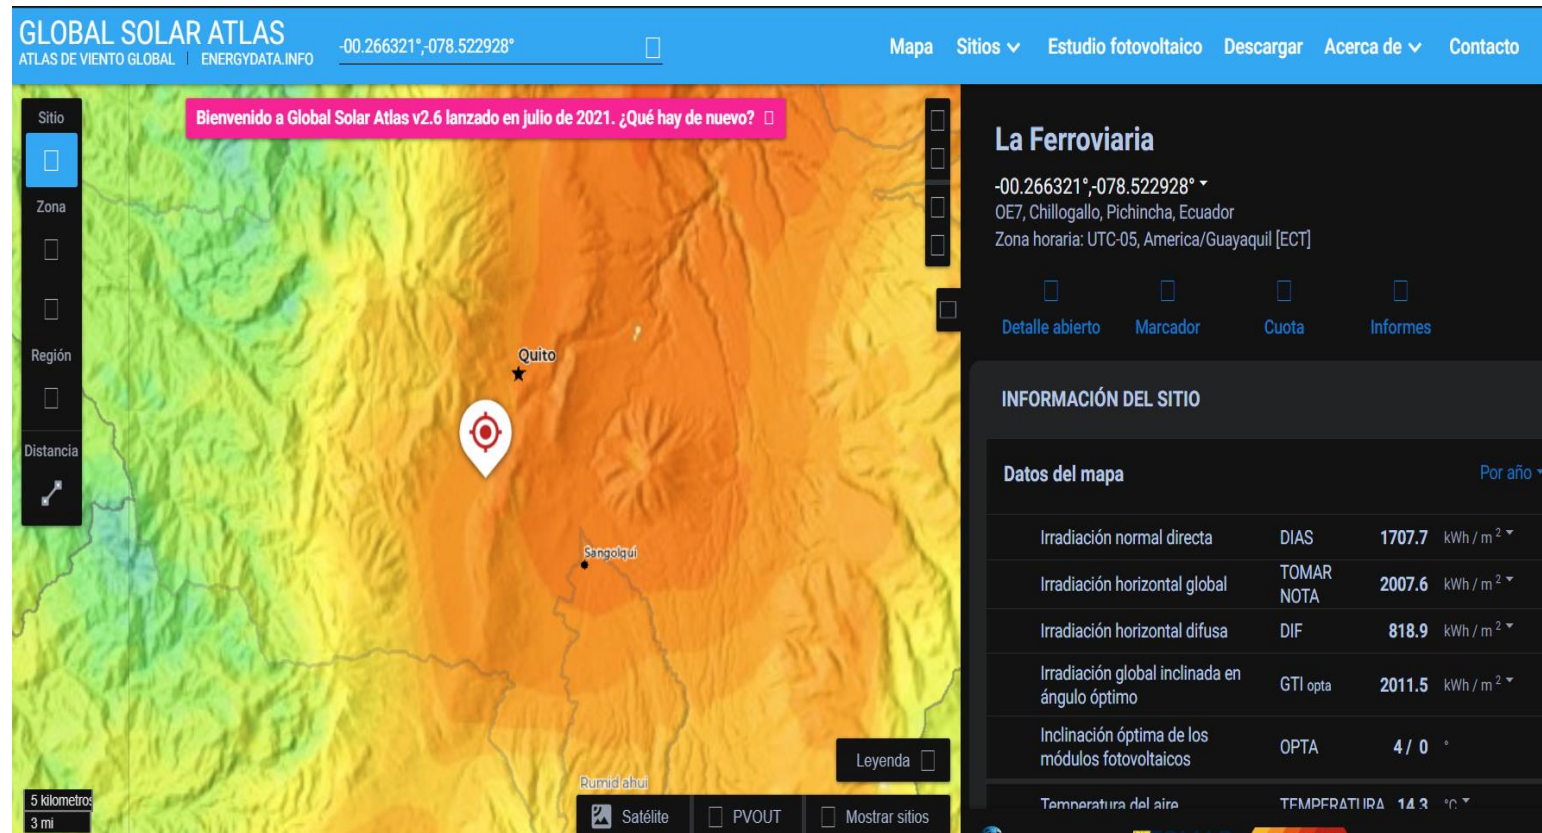 GLOBAL SOLAR ATLAS
ATLAS DE VIENTO GLOBAL | ENERGYDATA.INFO
-00.266321°,-078.522928°
Mapa Sitios Estudio fotovoltaico Descargar Acerca de Contacto
Bienvenido a Global Solar Atlas v2.6 lanzado en julio de 2021. ¿Qué hay de nuevo?
Sitio
Zona
Región
Distancia
Quito
Sangolquí
Rumiñahui
5 kilometros
3 mi
Leyenda
Satélite PVOUT Mostrar sitios
La Ferroviaria
-00.266321°,-078.522928°
OE7, Chillogallo, Pichincha, Ecuador
Zona horaria: UTC-05, America/Guayaquil [ECT]
Detalle abierto Marcador Cuota Informes
INFORMACIÓN DEL SITIO
Datos del mapa Por año
Irradiación normal directa DIAS 1707.7 kWh / m 2
Irradiación horizontal global TOMAR NOTA 2007.6 kWh / m 2
Irradiación horizontal difusa DIF 818.9 kWh / m 2
Irradiación global inclinada en
ángulo óptimo GTI opta 2011.5 kWh / m 2
Inclinación óptima de los
módulos fotovoltaicos OPTA 4 / 0 °
Temperatura del aire TEMPERATURA 14.3 °C